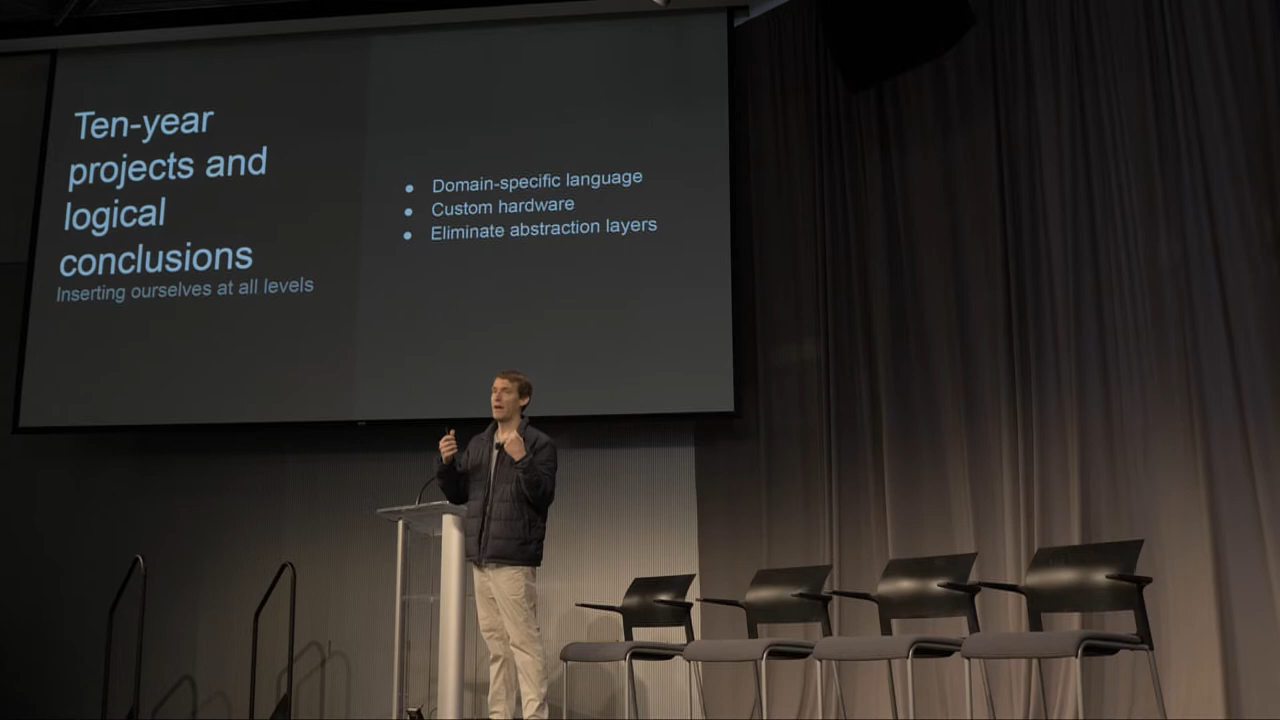 Ten-year
projects and
logical
conclusions
Inserting ourselves at all levels
● Domain-specific language
● Custom hardware
● Eliminate abstraction layers